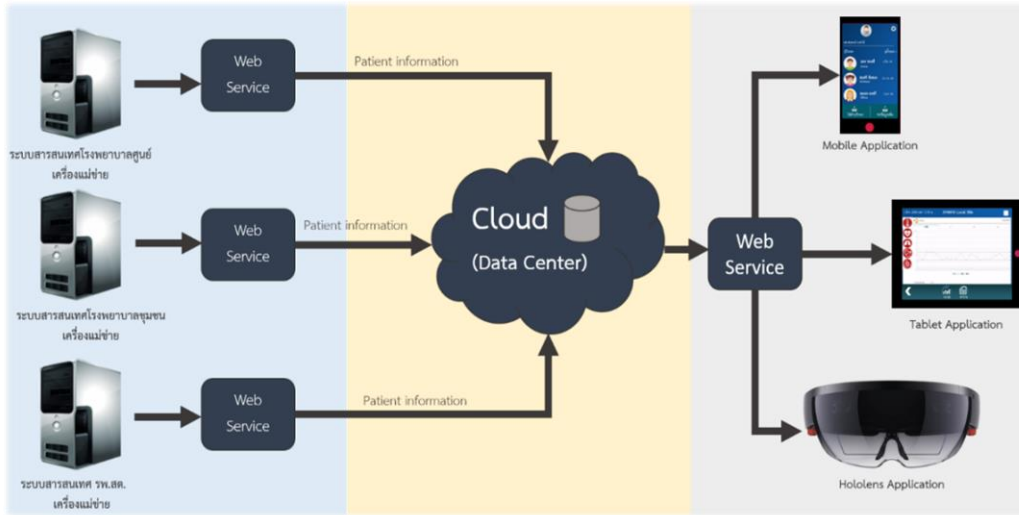 Web
Service
Patient information
ระบบสารสนเทศโรงพยาบาลศูนย์
เครื่องแม่ข่าย
Web
Service
Patient information
ระบบสารสนเทศโรงพยาบาลชุมชน
เครื่องแม่ข่าย
Web
Service
Patient information
ระบบสารสนเทศ รพ.สต.
เครื่องแม่ข่าย
Cloud
(Data Center)
Web
Service
Mobile Application
Tablet Application
Hololens Application